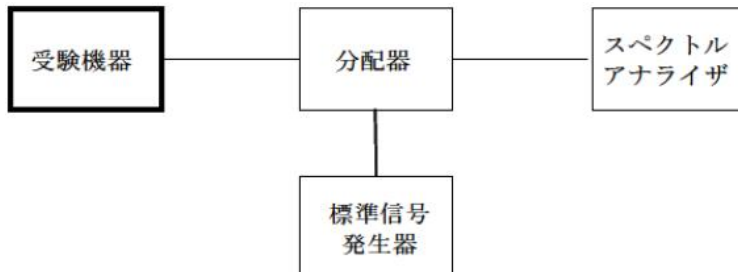 受験機器
分配器
スペクトル
アナライザ
標準信号
発生器